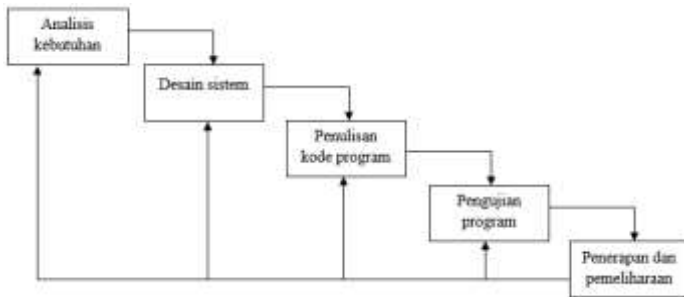 Analisis
kebutuhan
Desain sistem
Penulisan
kode program
Pengujian
program
Penerapan dan
pemeliharaan